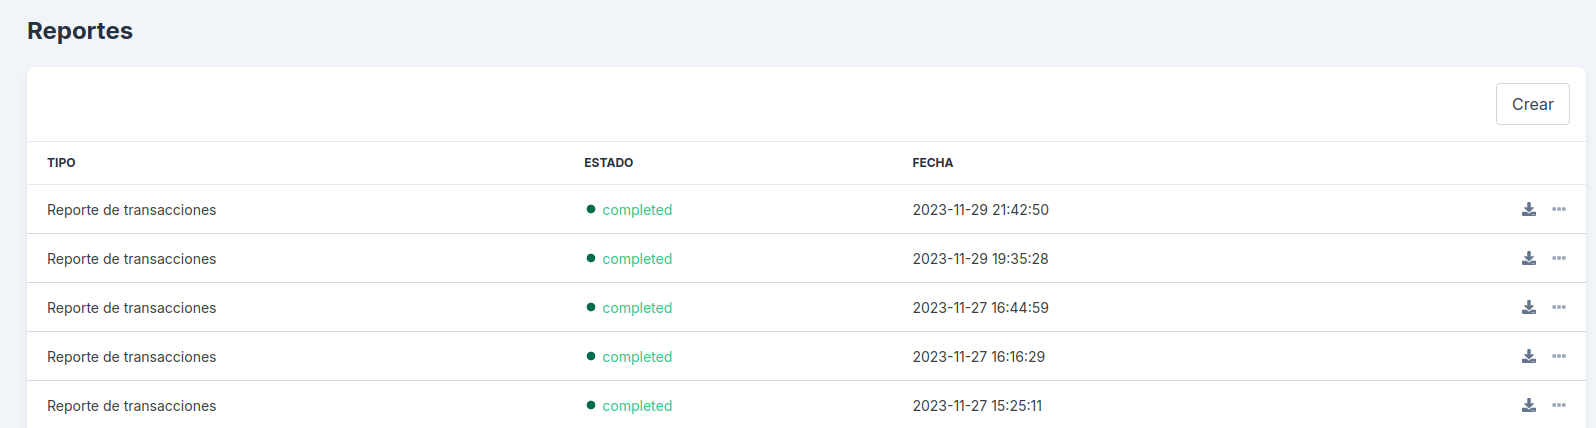 Reportes
Crear
TIPO ESTADO FECHA
Reporte de transacciones completed 2023-11-29 21:42:50
Reporte de transacciones completed 2023-11-29 19:35:28
Reporte de transacciones completed 2023-11-27 16:44:59
Reporte de transacciones completed 2023-11-27 16:16:29
Reporte de transacciones completed 2023-11-27 15:25:11